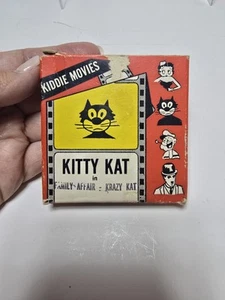 KIDDIE MOVIES
KITTY KAT
in
FAMILY AFFAIR - KRAZY KAT